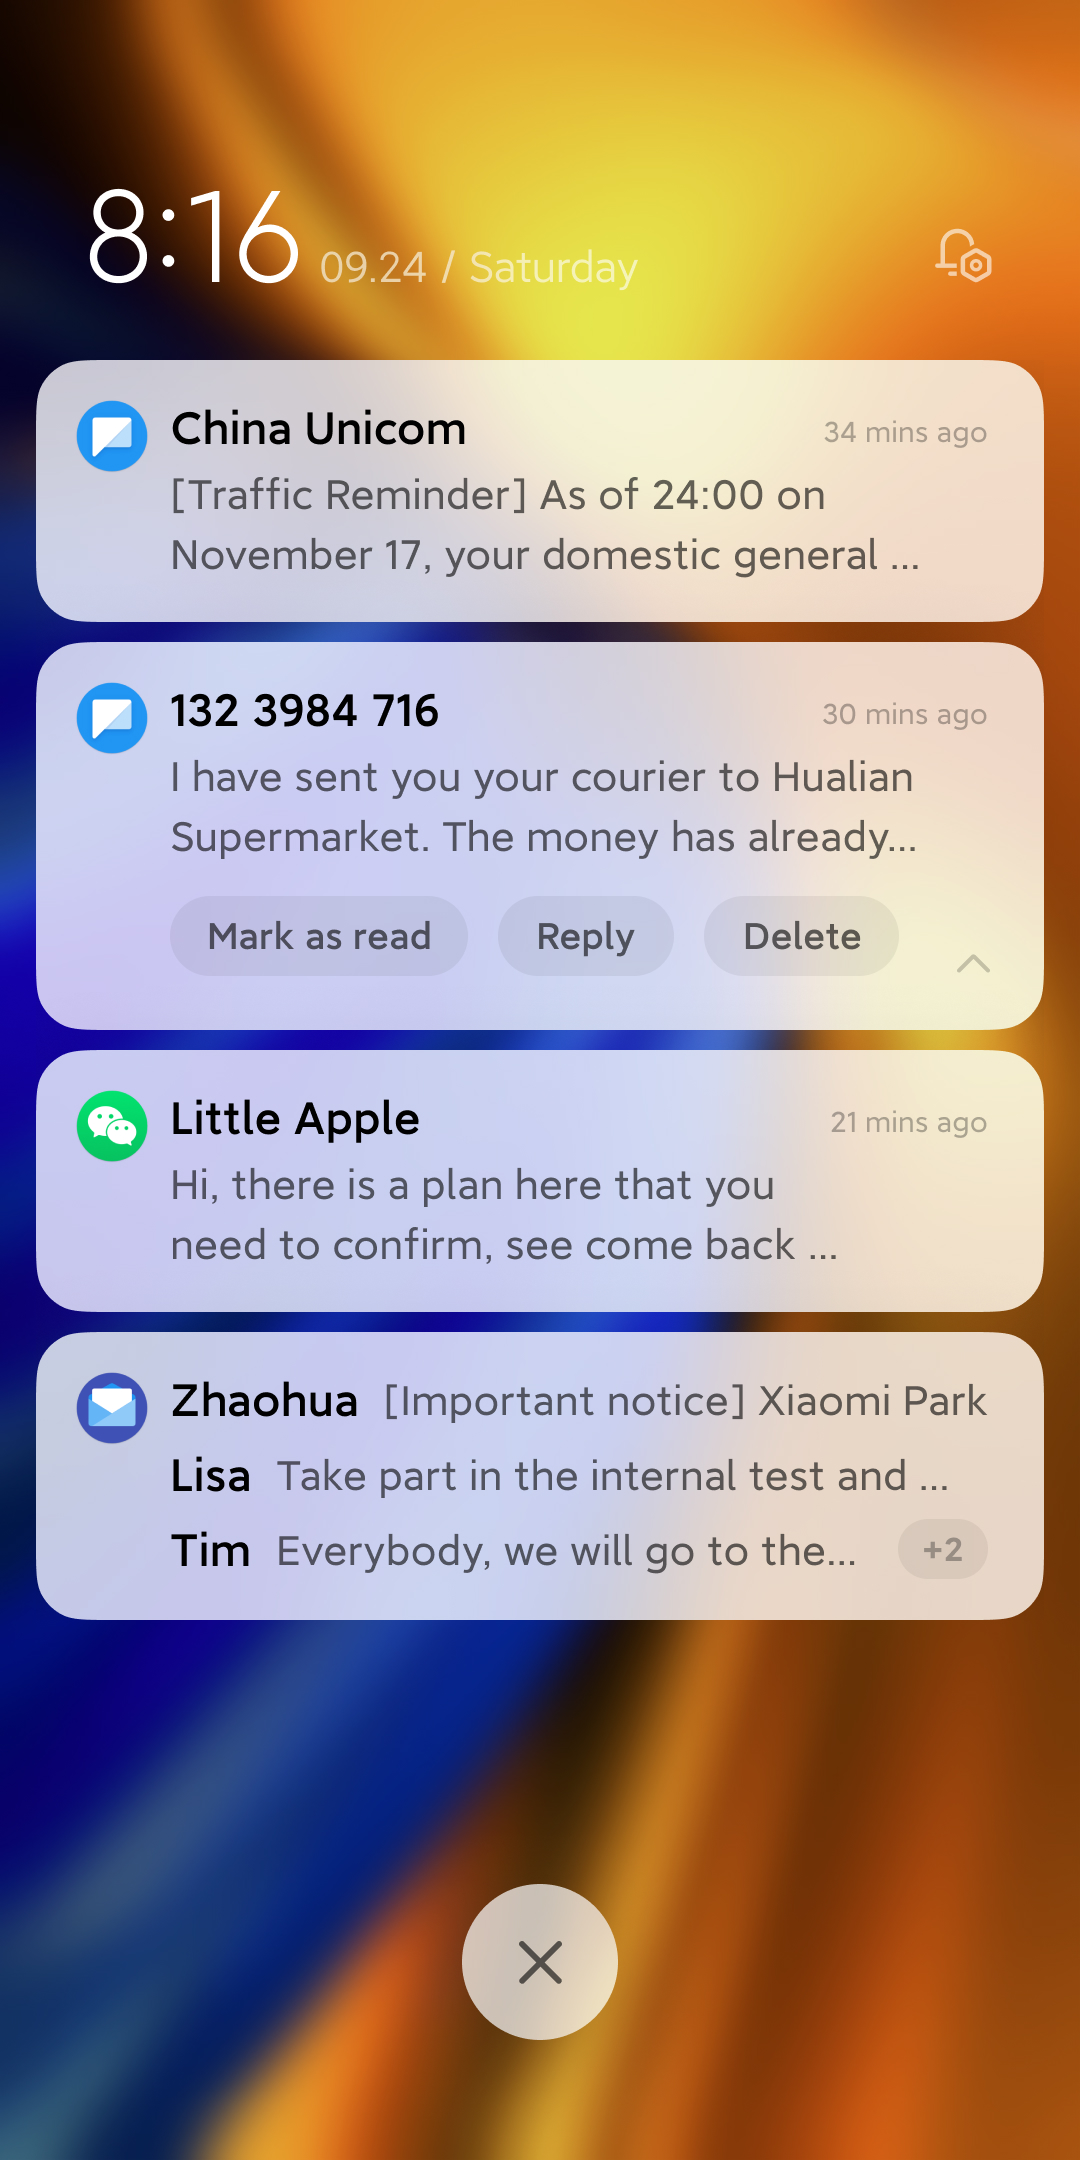 8:16 09.24 / Saturday
China Unicom 34 mins ago
[Traffic Reminder] As of 24:00 on
November 17, your domestic general ...
132 3984 716 30 mins ago
I have sent you your courier to Hualian
Supermarket. The money has already...
Mark as read Reply Delete
Little Apple 21 mins ago
Hi, there is a plan here that you
need to confirm, see come back ...
Zhaohua [Important notice] Xiaomi Park
Lisa Take part in the internal test and ...
Tim Everybody, we will go to the... +2